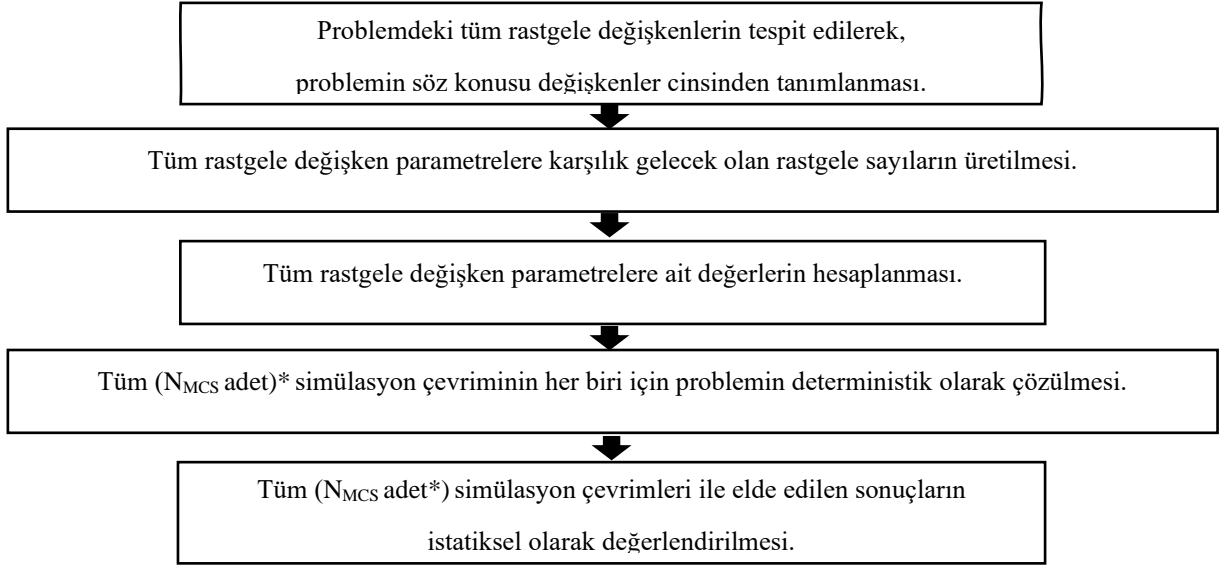 Problemdeki tüm rastgele değişkenlerin tespit edilerek,
problemin söz konusu değişkenler cinsinden tanımlanması.
Tüm rastgele değişken parametrelere karşılık gelecek olan rastgele sayıların üretilmesi.
Tüm rastgele değişken parametrelere ait değerlerin hesaplanması.
Tüm (NMCS adet)* simülasyon çevriminin her biri için problemin deterministik olarak çözülmesi.
Tüm (NMCS adet*) simülasyon çevrimleri ile elde edilen sonuçların
istatiksel olarak değerlendirilmesi.